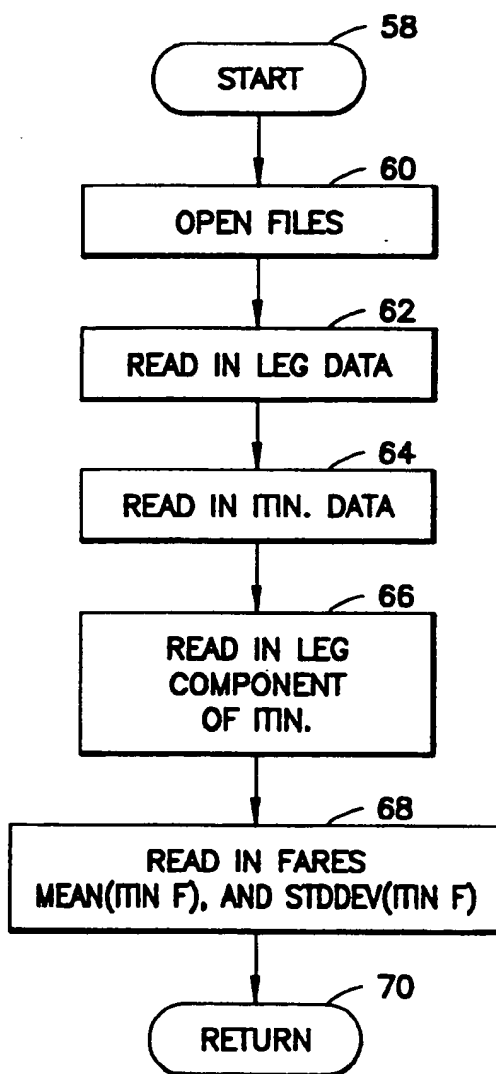 58
START
60
OPEN FILES
62
READ IN LEG DATA
64
READ IN ITIN. DATA
66
READ IN LEG
COMPONENT
OF ITIN.
68
READ IN FARES
MEAN(ITIN F), AND STDDEV(ITIN F)
70
RETURN